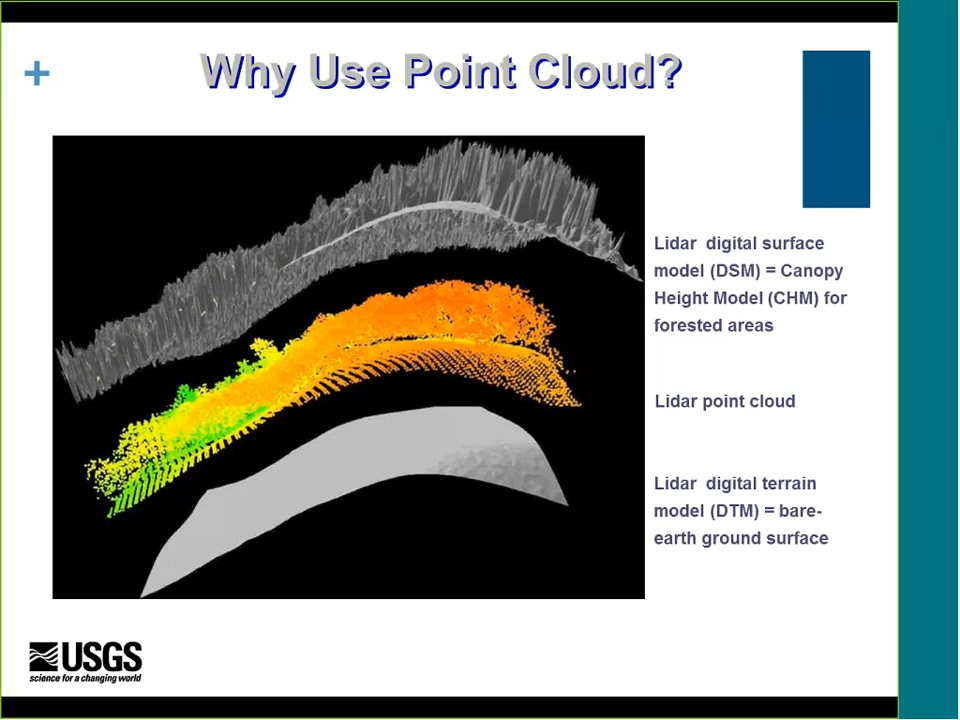 +
Why Use Point Cloud?
Lidar digital surface
model (DSM) = Canopy
Height Model (CHM) for
forested areas
Lidar point cloud
Lidar digital terrain
model (DTM) = bare-
earth ground surface
USGS
science for a changing world